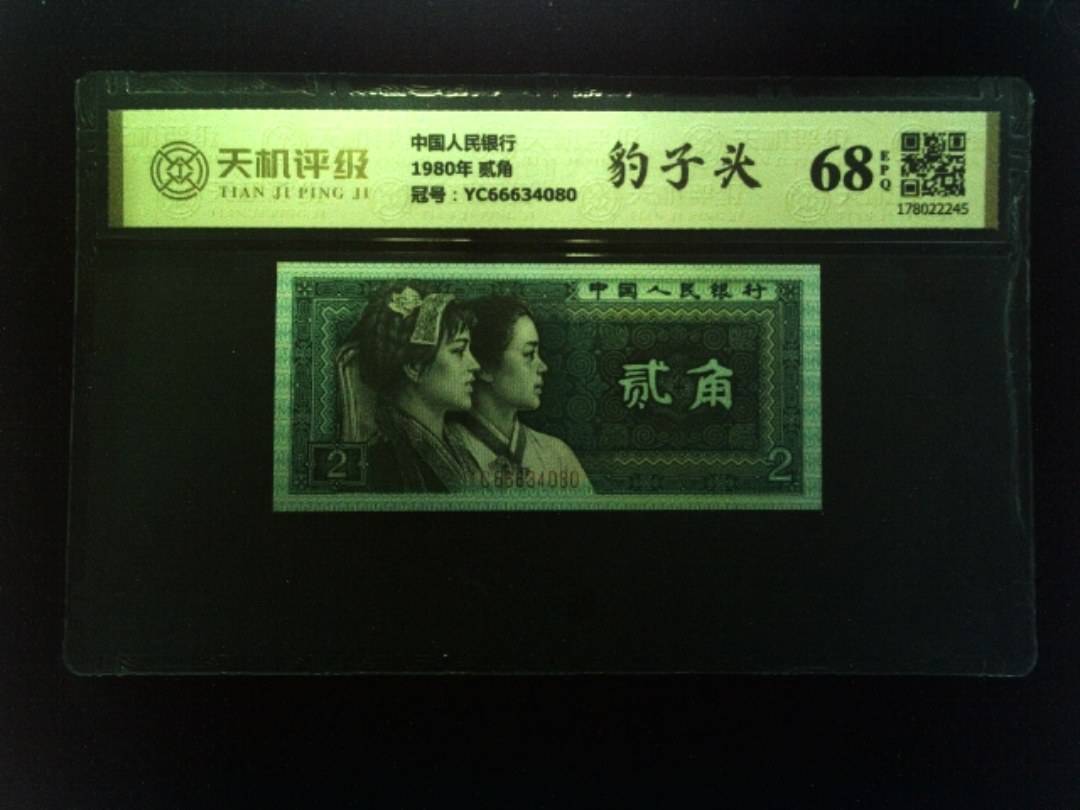 天机评级
TIAN JI PING JI
中国人民银行
1980年 贰角
冠号：YC66634080
豹子头
68
EPQ
178022245
中国人民银行
贰角
2
2
YC66634080